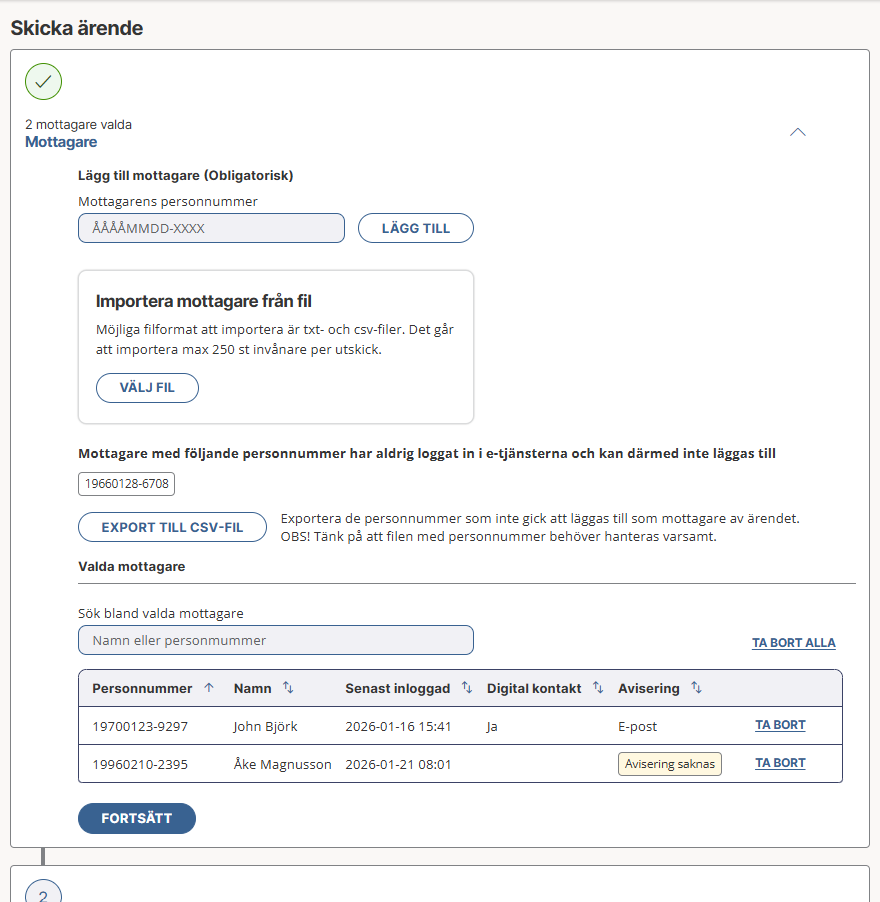 Skicka ärende
2 mottagare valda
Mottagare
Lägg till mottagare (Obligatorisk)
Mottagarens personnummer
ÅÅÅÅMMDD-XXXX
LÄGG TILL
Importera mottagare från fil
Möjliga filformat att importera är txt- och csv-filer. Det går
att importera max 250 st invånare per utskick.
VÄLJ FIL
Mottagare med följande personnummer har aldrig loggat in i e-tjänsterna och kan därmed inte läggas till
19660128-6708
EXPORT TILL CSV-FIL
Exportera de personnummer som inte gick att läggas till som mottagare av ärendet.
OBS! Tänk på att filen med personnummer behöver hanteras varsamt.
Valda mottagare
Sök bland valda mottagare
Namn eller personmummer
TA BORT ALLA
Personnummer Namn Senast inloggad Digital kontakt Avisering
19700123-9297 John Björk 2026-01-16 15:41 Ja E-post TA BORT
19960210-2395 Åke Magnusson 2026-01-21 08:01 Avisering saknas TA BORT
FORTSÄTT
2